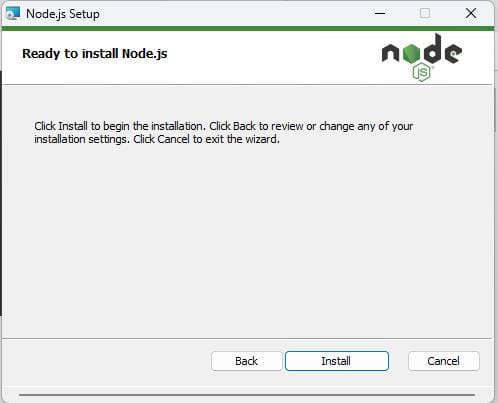 Node.js Setup
Ready to install Node.js
node
JS
Click Install to begin the installation. Click Back to review or change any of your
installation settings. Click Cancel to exit the wizard.
Back
Install
Cancel